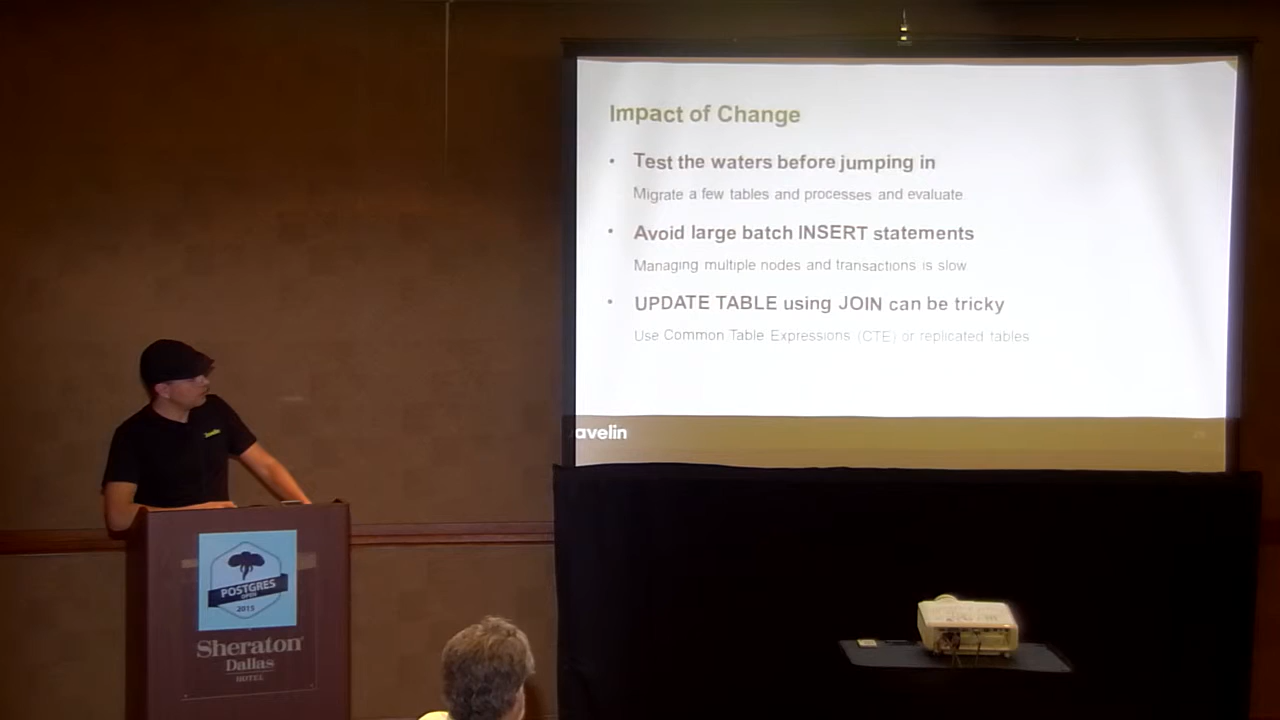 Impact of Change
• Test the waters before jumping in
Migrate a few tables and processes and evaluate
• Avoid large batch INSERT statements
Managing multiple nodes and transactions is slow
• UPDATE TABLE using JOIN can be tricky
Use Common Table Expressions (CTE) or replicated tables
avelin
POSTGRES
OPEN
2015
Sheraton
Dallas
HOTEL